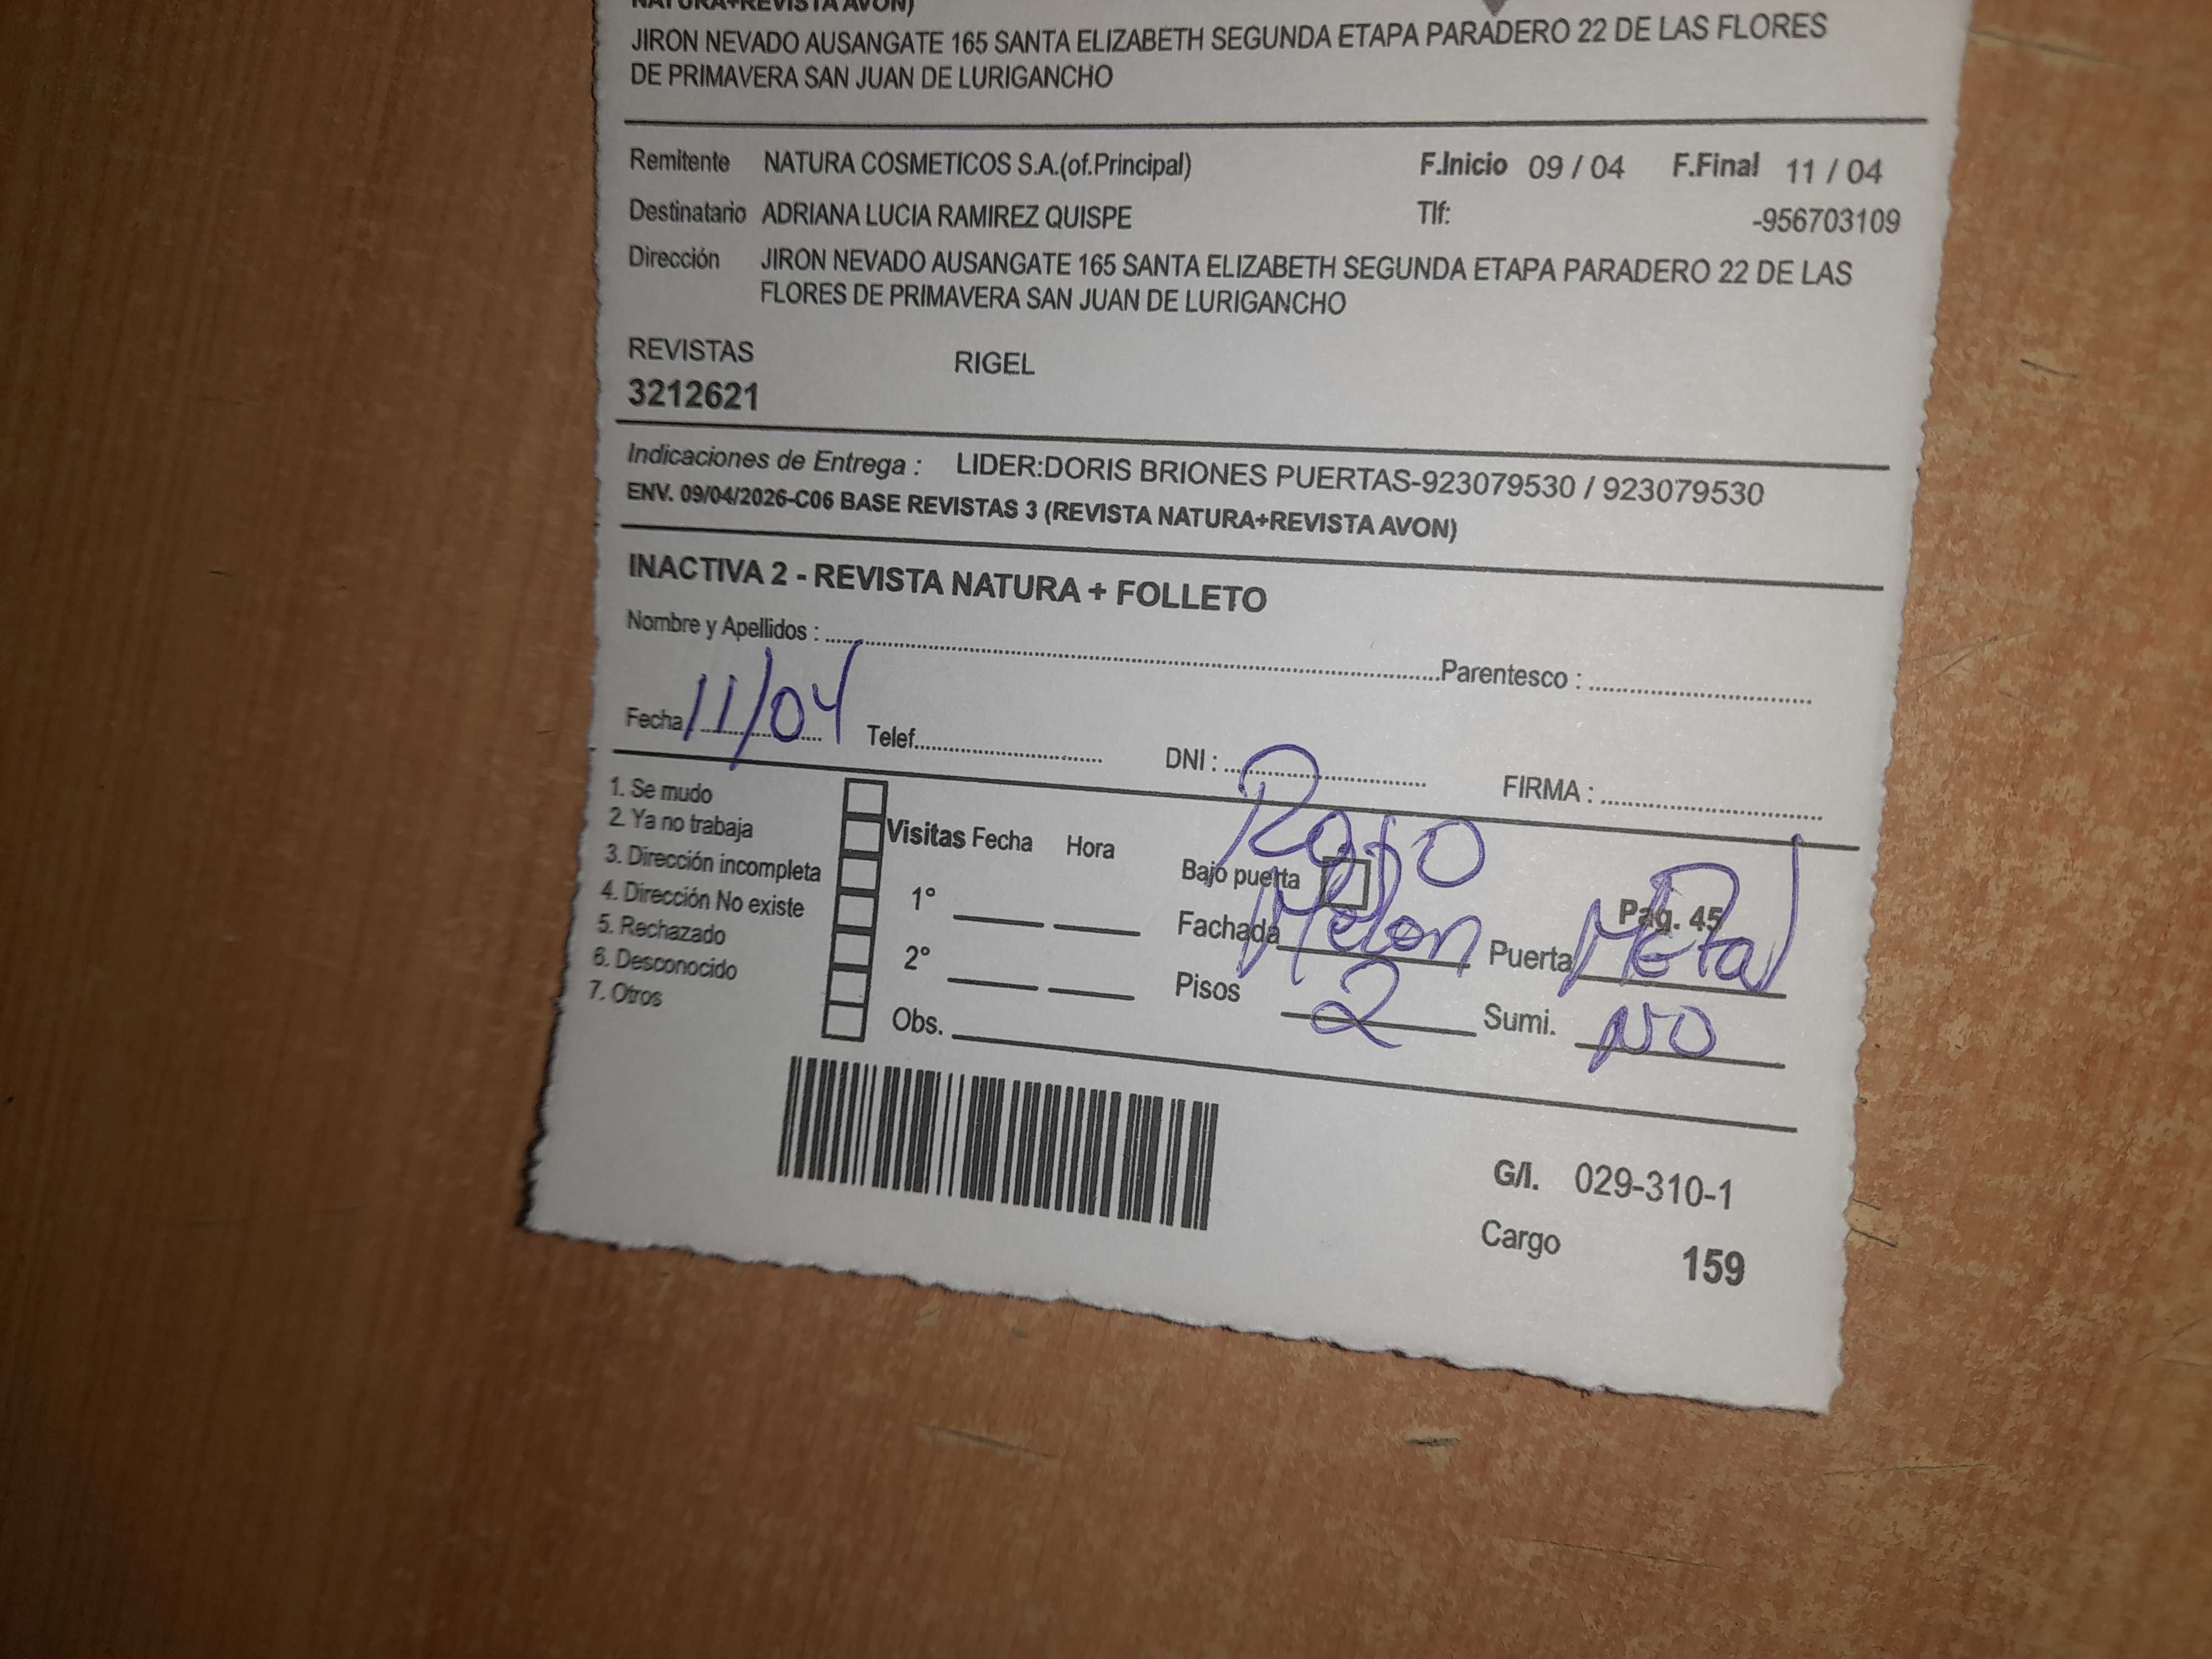 NATURA+REVISTA AVON)
JIRON NEVADO AUSANGATE 165 SANTA ELIZABETH SEGUNDA ETAPA PARADERO 22 DE LAS FLORES
DE PRIMAVERA SAN JUAN DE LURIGANCHO
Remitente NATURA COSMETICOS S.A.(of.Principal) F.Inicio 09 / 04 F.Final 11 / 04
Destinatario ADRIANA LUCIA RAMIREZ QUISPE Tlf: -956703109
Dirección JIRON NEVADO AUSANGATE 165 SANTA ELIZABETH SEGUNDA ETAPA PARADERO 22 DE LAS
FLORES DE PRIMAVERA SAN JUAN DE LURIGANCHO
REVISTAS RIGEL
3212621
Indicaciones de Entrega : LIDER:DORIS BRIONES PUERTAS-923079530 / 923079530
ENV. 09/04/2026-C06 BASE REVISTAS 3 (REVISTA NATURA+REVISTA AVON)
INACTIVA 2 - REVISTA NATURA + FOLLETO
Nombre y Apellidos : Parentesco :
Fecha 11/04 Telef. DNI : FIRMA :
1. Se mudo
2. Ya no trabaja
3. Dirección incompleta
4. Dirección No existe
5. Rechazado
6. Desconocido
7. Otros
Visitas Fecha Hora
1°
2°
Obs.
Rojo
Bajo puerta
Pag. 45
Fachada Melon Puerta Metal
Pisos 2 Sumi. NO
G/I. 029-310-1
Cargo 159